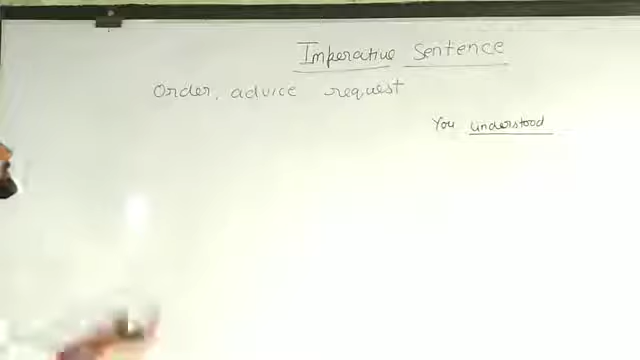 Imperative Sentence
Order, advice request
You understood